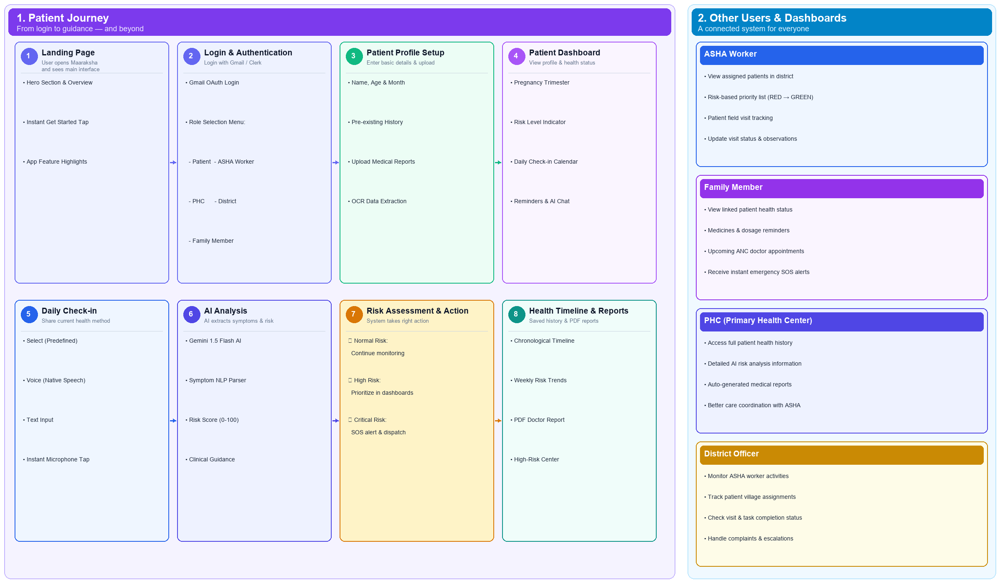 1. Patient Journey
From login to guidance — and beyond
1
Landing Page
User opens Maaraksha
and sees main interface
• Hero Section & Overview
• Instant Get Started Tap
• App Feature Highlights
2
Login & Authentication
Login with Gmail / Clerk
• Gmail OAuth Login
• Role Selection Menu:
- Patient - ASHA Worker
- PHC - District
- Family Member
3
Patient Profile Setup
Enter basic details & upload
• Name, Age & Month
• Pre-existing History
• Upload Medical Reports
• OCR Data Extraction
4
Patient Dashboard
View profile & health status
• Pregnancy Trimester
• Risk Level Indicator
• Daily Check-in Calendar
• Reminders & AI Chat
5
Daily Check-in
Share current health method
• Select (Predefined)
• Voice (Native Speech)
• Text Input
• Instant Microphone Tap
6
AI Analysis
AI extracts symptoms & risk
• Gemini 1.5 Flash AI
• Symptom NLP Parser
• Risk Score (0-100)
• Clinical Guidance
7
Risk Assessment & Action
System takes right action
Normal Risk:
Continue monitoring
High Risk:
Prioritize in dashboards
Critical Risk:
SOS alert & dispatch
8
Health Timeline & Reports
Saved history & PDF reports
• Chronological Timeline
• Weekly Risk Trends
• PDF Doctor Report
• High-Risk Center
2. Other Users & Dashboards
A connected system for everyone
ASHA Worker
• View assigned patients in district
• Risk-based priority list (RED → GREEN)
• Patient field visit tracking
• Update visit status & observations
Family Member
• View linked patient health status
• Medicines & dosage reminders
• Upcoming ANC doctor appointments
• Receive instant emergency SOS alerts
PHC (Primary Health Center)
• Access full patient health history
• Detailed AI risk analysis information
• Auto-generated medical reports
• Better care coordination with ASHA
District Officer
• Monitor ASHA worker activities
• Track patient village assignments
• Check visit & task completion status
• Handle complaints & escalations